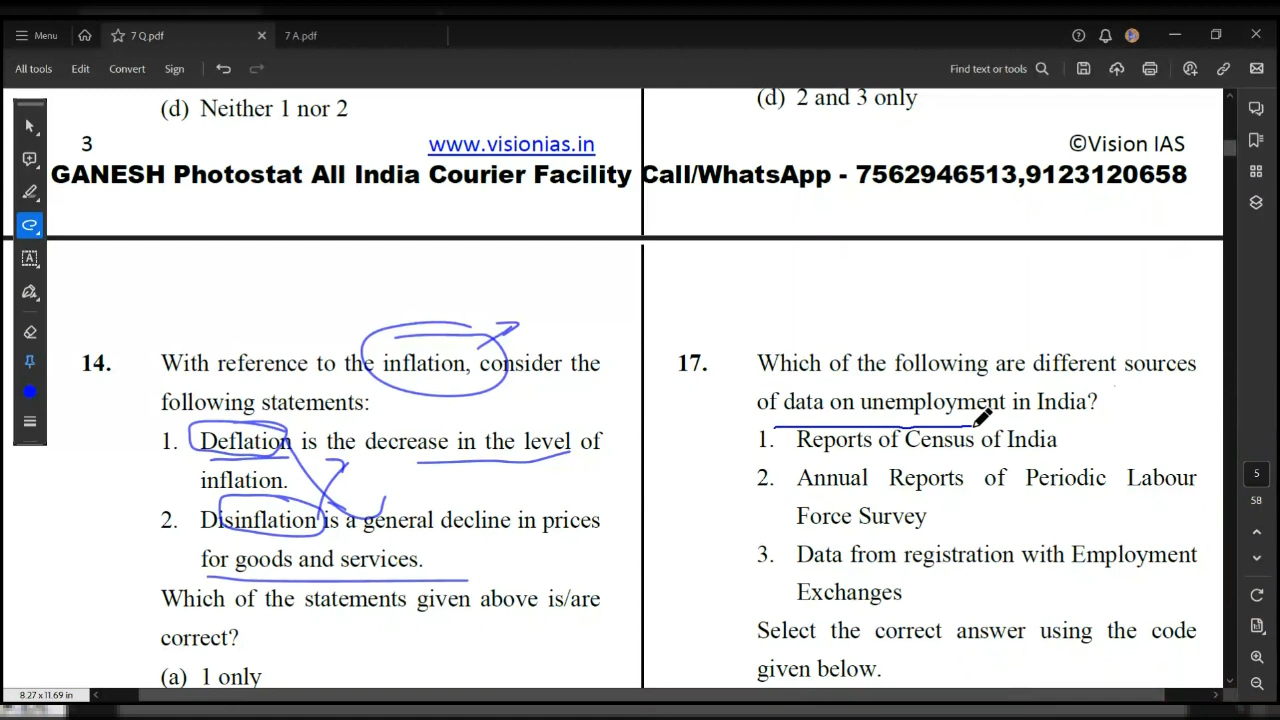 Menu
7 Q.pdf
7 A.pdf
All tools Edit Convert Sign
Find text or tools
(d) Neither 1 nor 2
3 www.visionias.in
(d) 2 and 3 only
©Vision IAS
GANESH Photostat All India Courier Facility Call/WhatsApp - 7562946513,9123120658
14. With reference to the inflation, consider the
following statements:
1. Deflation is the decrease in the level of
inflation.
2. Disinflation is a general decline in prices
for goods and services.
Which of the statements given above is/are
correct?
(a) 1 only
17. Which of the following are different sources
of data on unemployment in India?
1. Reports of Census of India
2. Annual Reports of Periodic Labour
Force Survey
3. Data from registration with Employment
Exchanges
Select the correct answer using the code
given below.
5
58
8.27 x 11.69 in